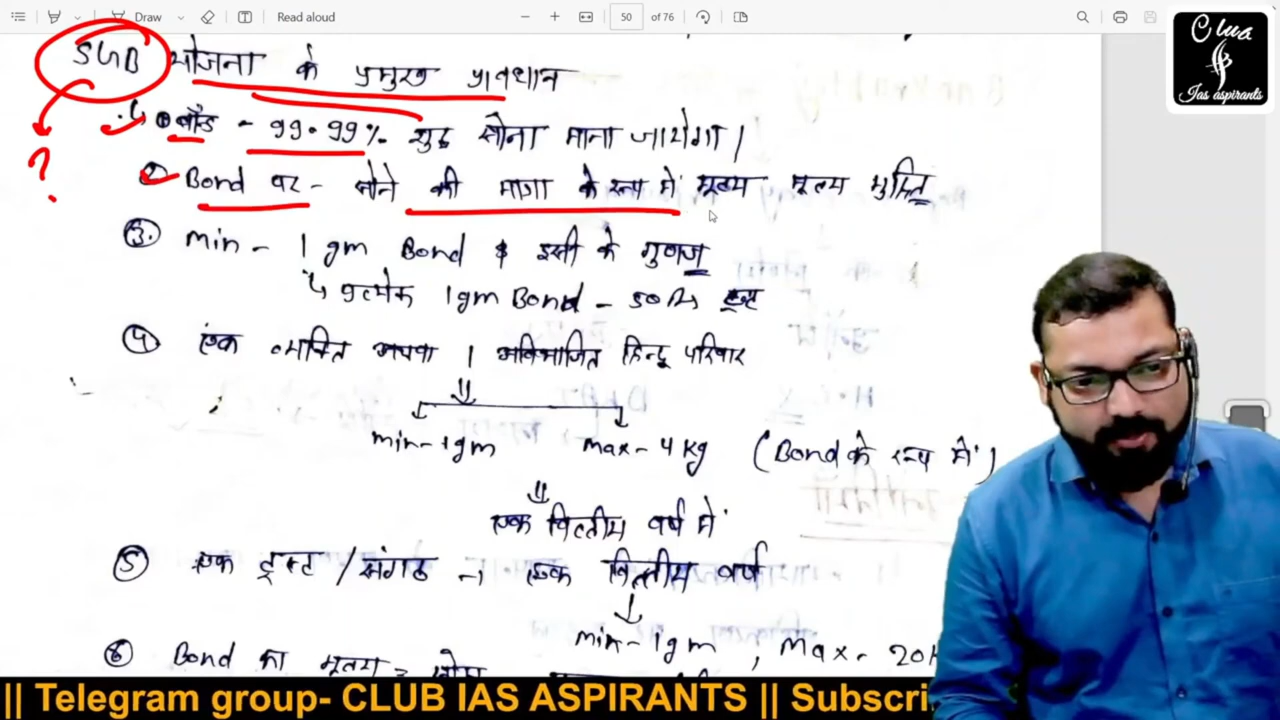 Draw
Read aloud
50 of 76
Clua
Ias aspirants
SGB योजना के प्रमुख प्रावधान
बौंड - 99.99% शुद्ध सोना माना जायेगा।
② Bond पर - सोने की मात्रा के रूप में मूल्य मुद्रित
③. min - 1 gm Bond & इसी के गुणज
↳ प्रत्येक 1gm Bond - 50 Rs छूट
④ एक व्यक्ति अथवा 1 अविभाजित हिन्दू परिवार
min - 1gm max - 4 kg (Bond के रूप में)
एक वित्तीय वर्ष में
⑤ एक ट्रस्ट / संगठ → एक वित्तीय वर्ष
min - 1gm , Max - 20
⑥ Bond का मूल्य =
|| Telegram group- CLUB IAS ASPIRANTS || Subscri